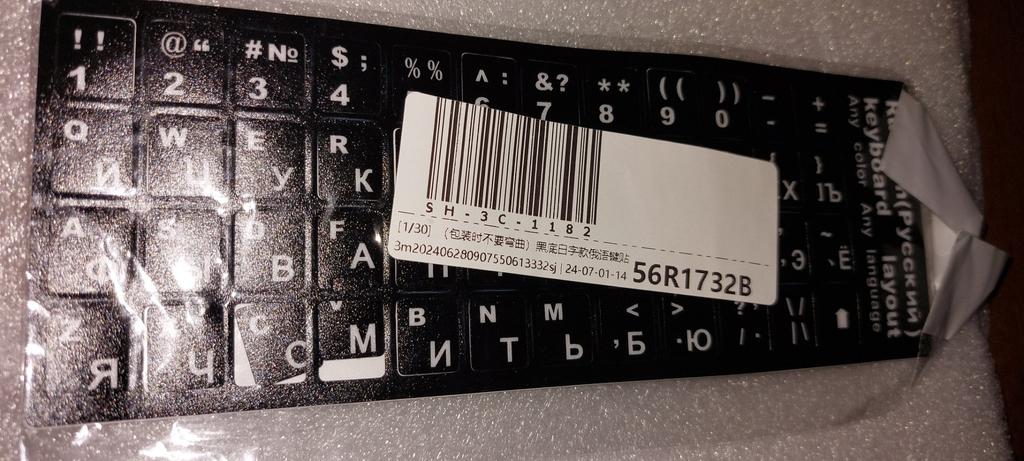 ! ! @ “ # № $ ; % % ^ : & ? * * ( ( ) ) - +
1 2 3 4 6 7 8 9 0 - =
Q W E R }
Й Ц У К Х ]Ъ
A S D F
Ф Ы В А П ,Э . Ё
Z C V B N M < >
Я Ч С М И Т Ь ,Б .Ю / .
SH-3C-1182
[1/30] （包装时不要弯曲）黑底白字款俄语键贴
3m202406280907550613332sj | 24-07-01-14 56R1732B
(Русский)
keyboard layout
Any color Any language